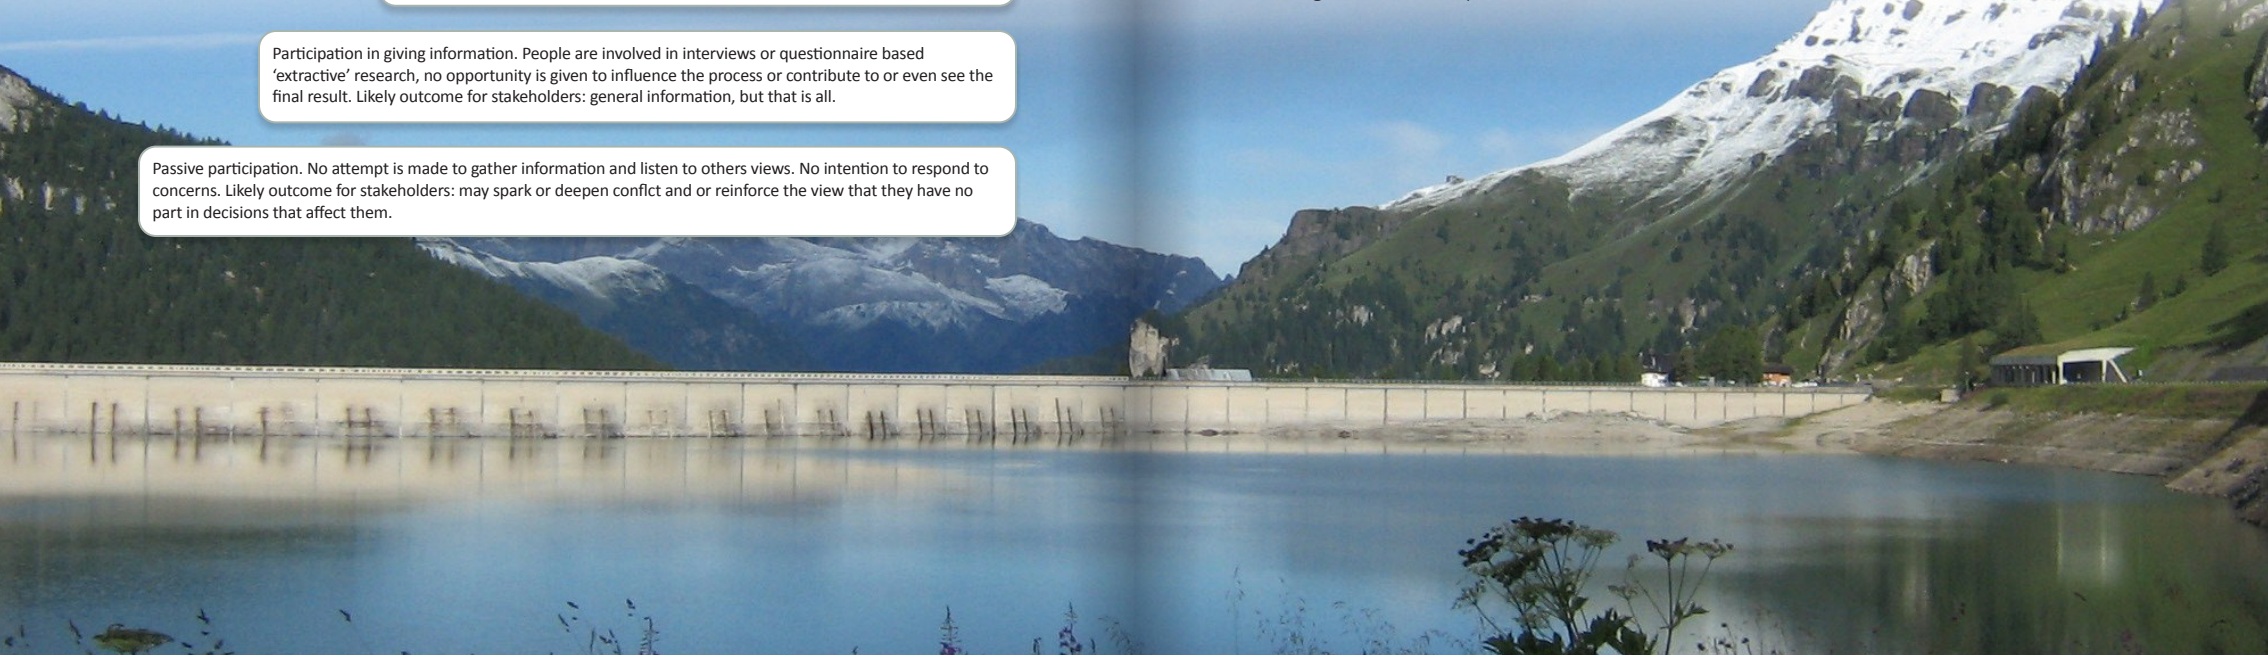 Participation in giving information. People are involved in interviews or questionnaire based
‘extractive’ research, no opportunity is given to influence the process or contribute to or even see the
final result. Likely outcome for stakeholders: general information, but that is all.
Passive participation. No attempt is made to gather information and listen to others views. No intention to respond to
concerns. Likely outcome for stakeholders: may spark or deepen conflct and or reinforce the view that they have no
part in decisions that affect them.